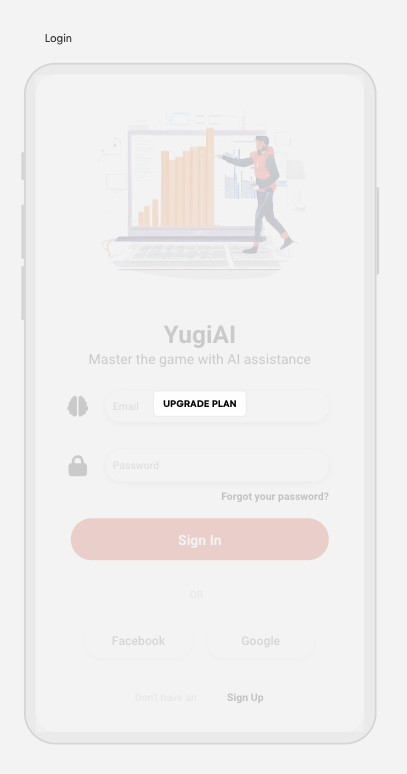 Login
YugiAI
Master the game with AI assistance
Email
UPGRADE PLAN
Password
Forgot your password?
Sign In
OR
Facebook Google
Don't have an Sign Up